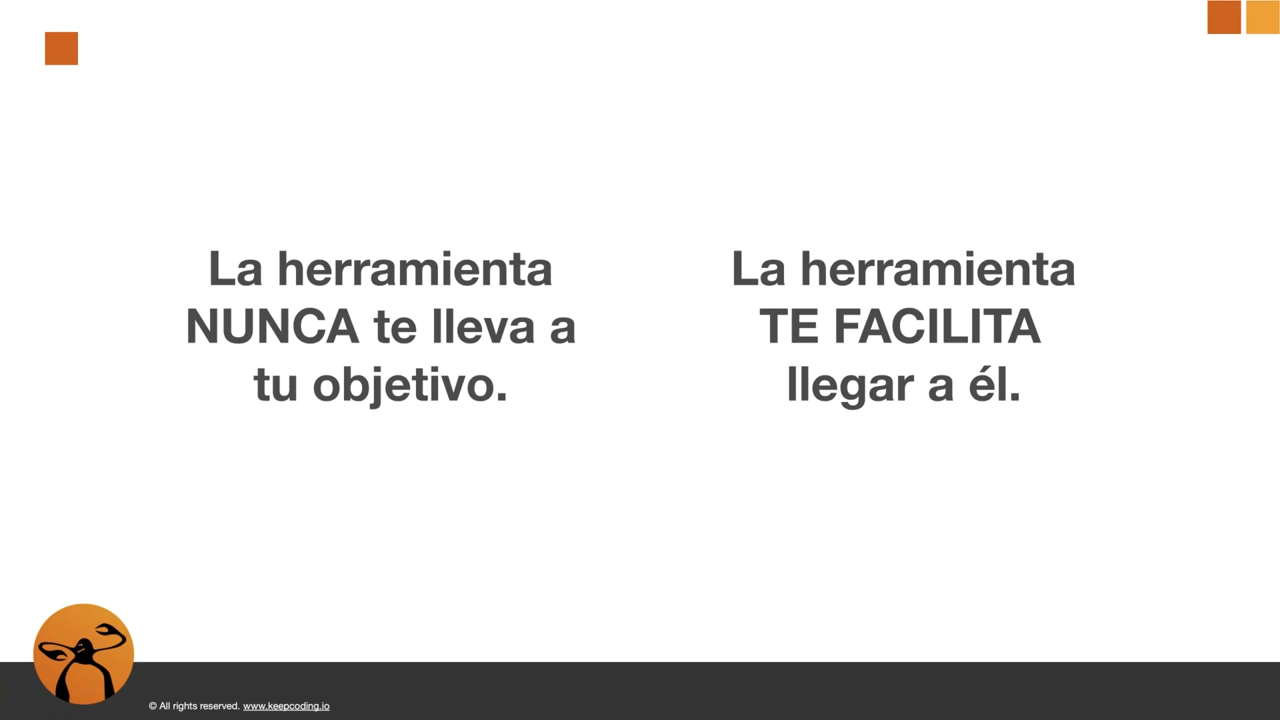 La herramienta
NUNCA te lleva a
tu objetivo.
La herramienta
TE FACILITA
llegar a él.
© All rights reserved. www.keepcoding.io